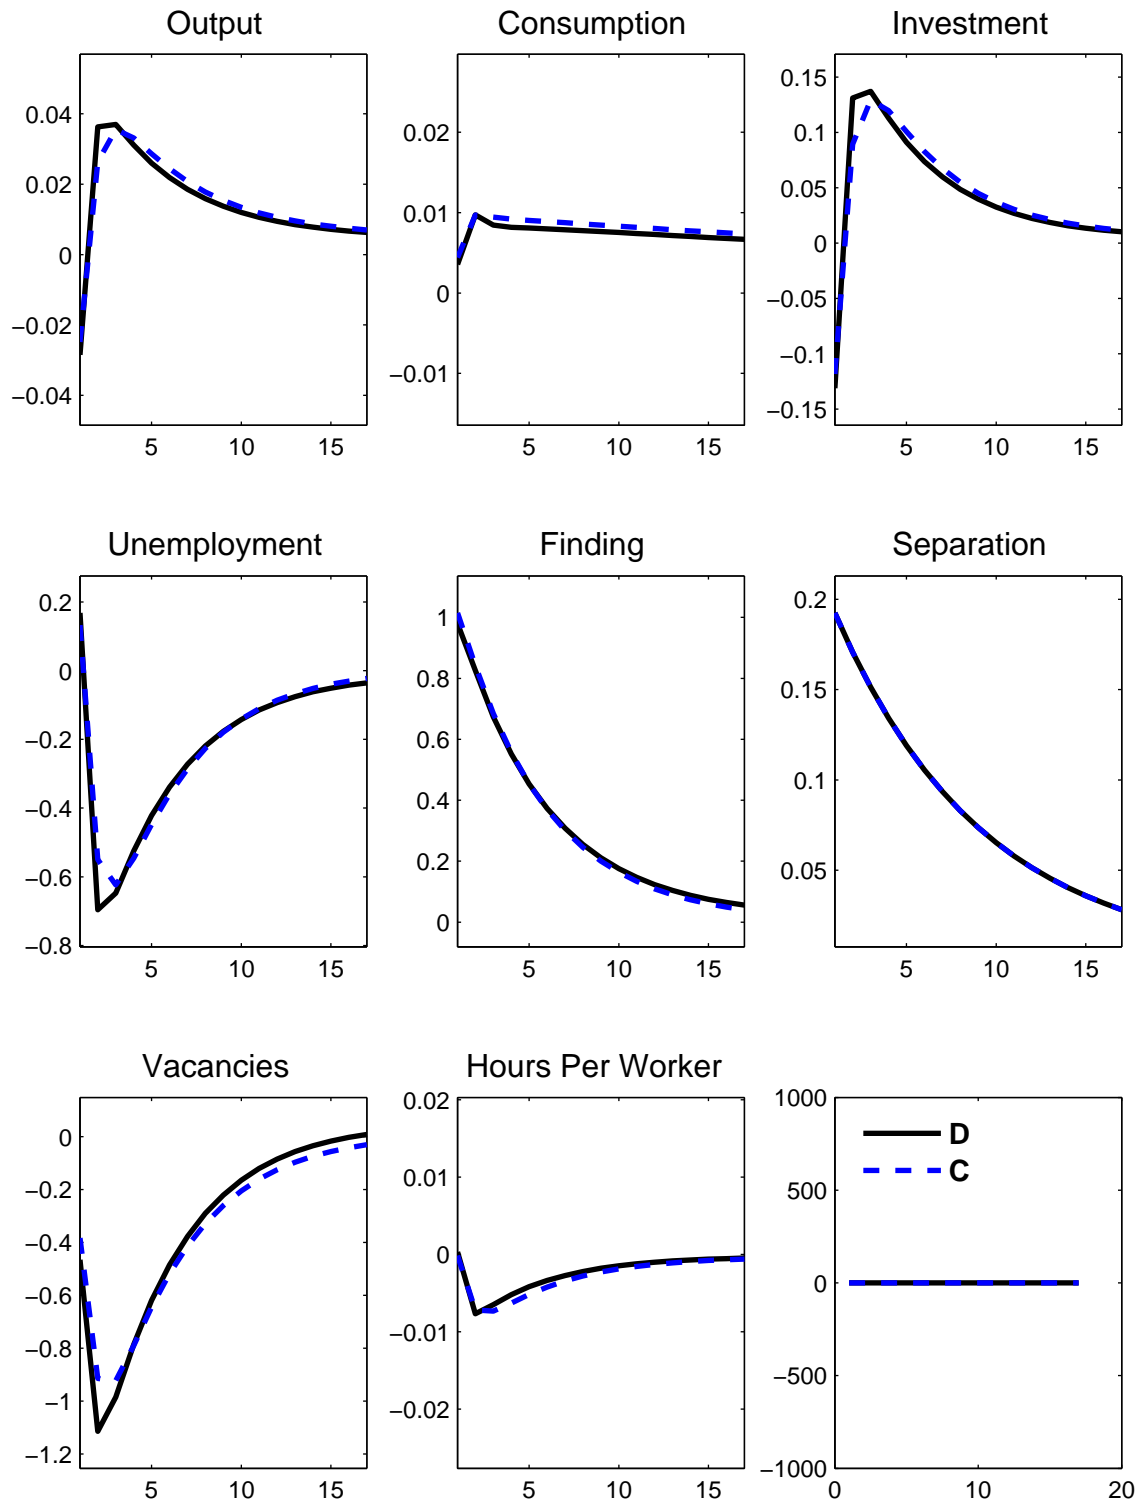 Output
Consumption
Investment
0.04
0.02
0
−0.02
−0.04
5 10 15
0.02
0.01
0
−0.01
5 10 15
0.15
0.1
0.05
0
−0.05
−0.1
−0.15
5 10 15
Unemployment
Finding
Separation
0.2
0
−0.2
−0.4
−0.6
−0.8
5 10 15
1
0.8
0.6
0.4
0.2
0
5 10 15
0.2
0.15
0.1
0.05
5 10 15
Vacancies
Hours Per Worker
0
−0.2
−0.4
−0.6
−0.8
−1
−1.2
5 10 15
0.02
0.01
0
−0.01
−0.02
5 10 15
1000
500
0
−500
−1000
0 10 20
D
C